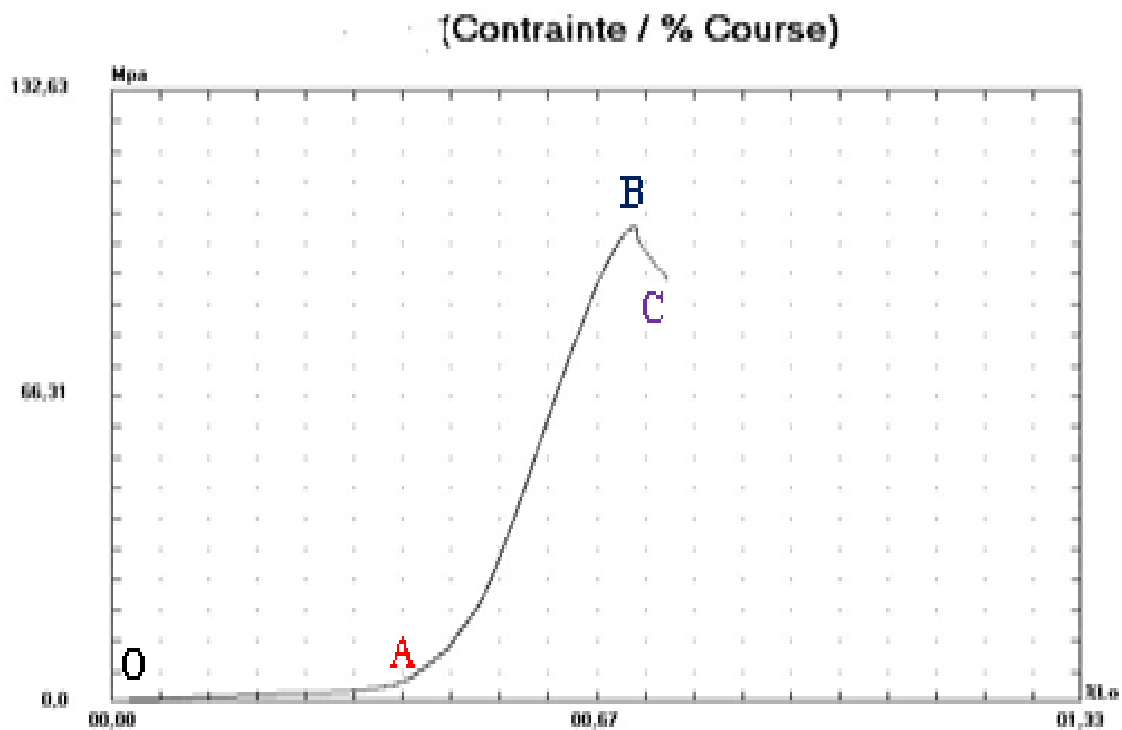 (Contrainte / % Course)
Mpa
132,63
B
C
66,31
A
O
0,0
%Lo
00,00
00,67
01,33